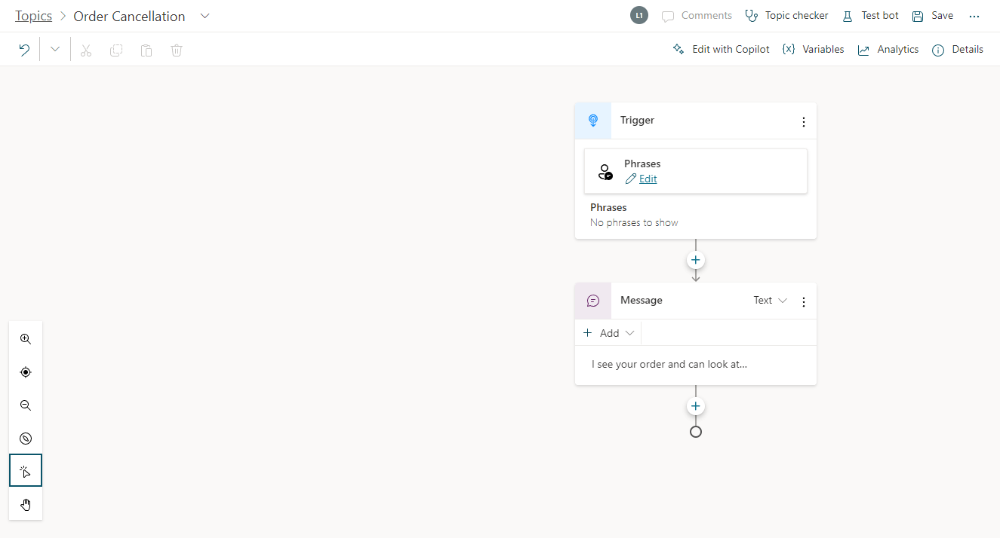 Topics > Order Cancellation
L1
Comments
Topic checker
Test bot
Save
Edit with Copilot
{x} Variables
Analytics
Details
Trigger
Phrases
Edit
Phrases
No phrases to show
Message
Text
Add
I see your order and can look at...